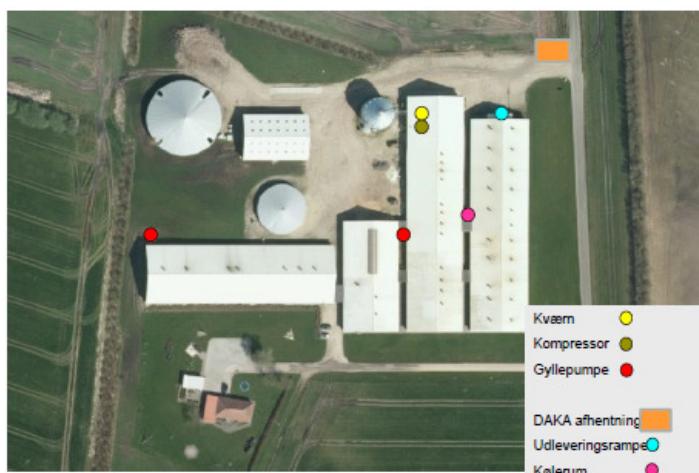 Kværn
Kompressor
Gyllepumpe
DAKA afhentning
Udleveringsrampe
Kølerum